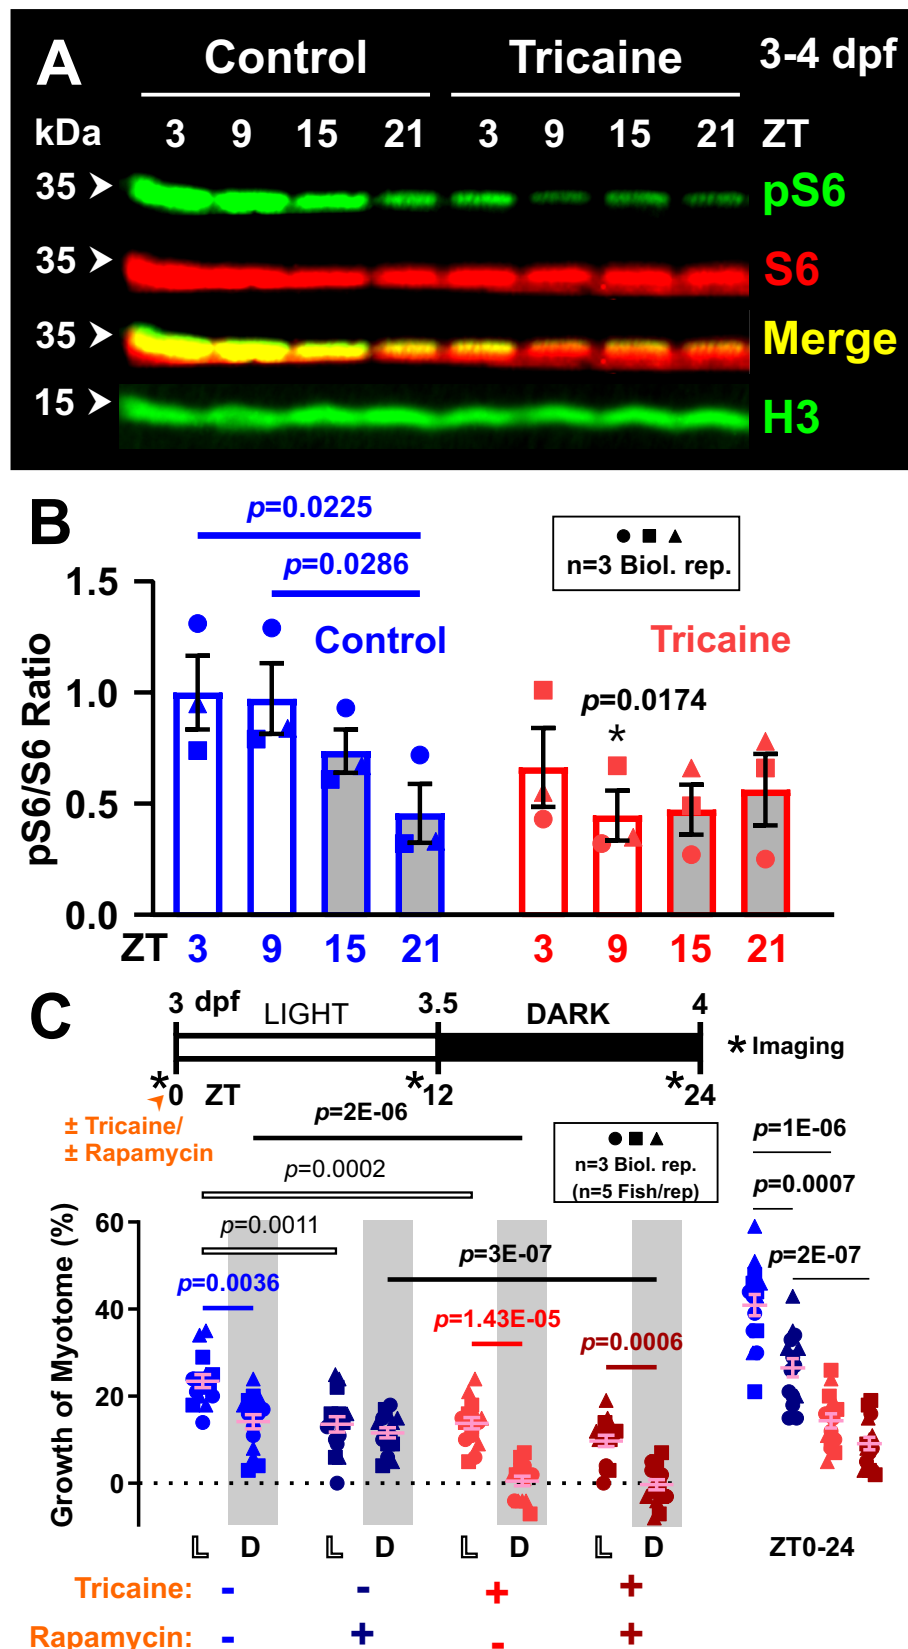 A Control Tricaine 3-4 dpf
kDa 3 9 15 21 3 9 15 21 ZT
35 pS6
35 S6
35 Merge
15 H3
B
p=0.0225
p=0.0286
n=3 Biol. rep.
Control Tricaine
p=0.0174
*
pS6/S6 Ratio
1.5
1.0
0.5
0.0
ZT 3 9 15 21 3 9 15 21
C
3 dpf 3.5 4
LIGHT DARK
* Imaging
*0 ZT *12 *24
± Tricaine/
± Rapamycin
p=2E-06
p=0.0002
p=0.0011
n=3 Biol. rep.
(n=5 Fish/rep)
p=1E-06
p=0.0007
p=2E-07
p=3E-07
p=0.0036
p=1.43E-05
p=0.0006
Growth of Myotome (%)
60
40
20
0
L D L D L D L D ZT0-24
Tricaine: - - + +
Rapamycin: - + - +